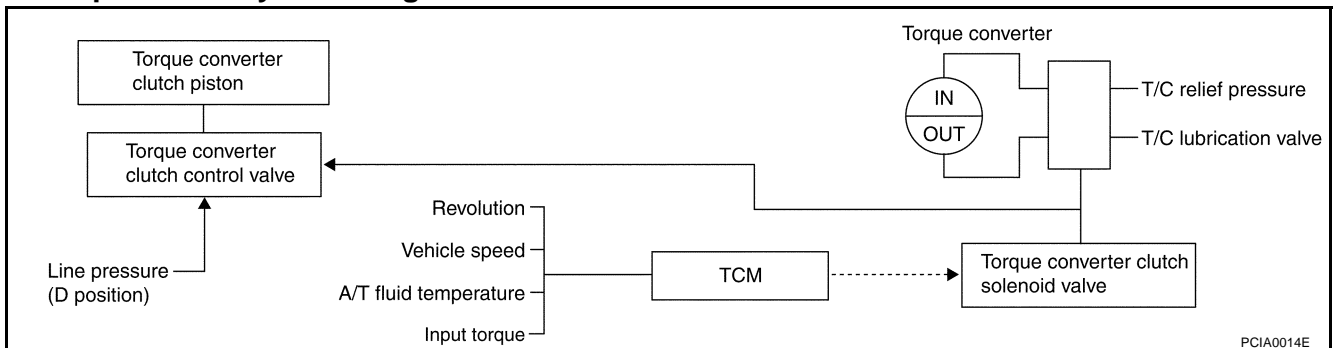 Torque converter
clutch piston
Torque converter
clutch control valve
Line pressure
(D position)
Revolution
Vehicle speed
A/T fluid temperature
Input torque
TCM
Torque converter
IN
OUT
T/C relief pressure
T/C lubrication valve
Torque converter clutch
solenoid valve
PCIA0014E